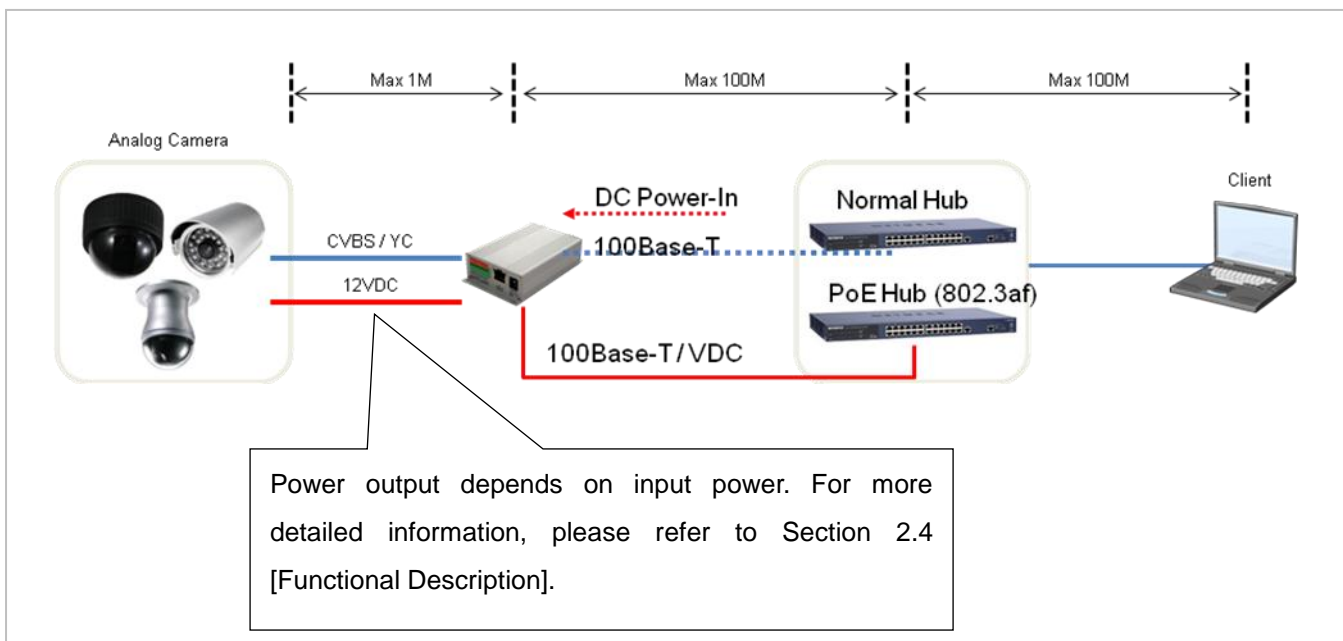 Max 1M
Max 100M
Max 100M
Analog Camera
Client
DC Power-In
Normal Hub
CVBS / YC
100Base-T
12VDC
PoE Hub (802.3af)
100Base-T / VDC
Power output depends on input power. For more
detailed information, please refer to Section 2.4
[Functional Description].